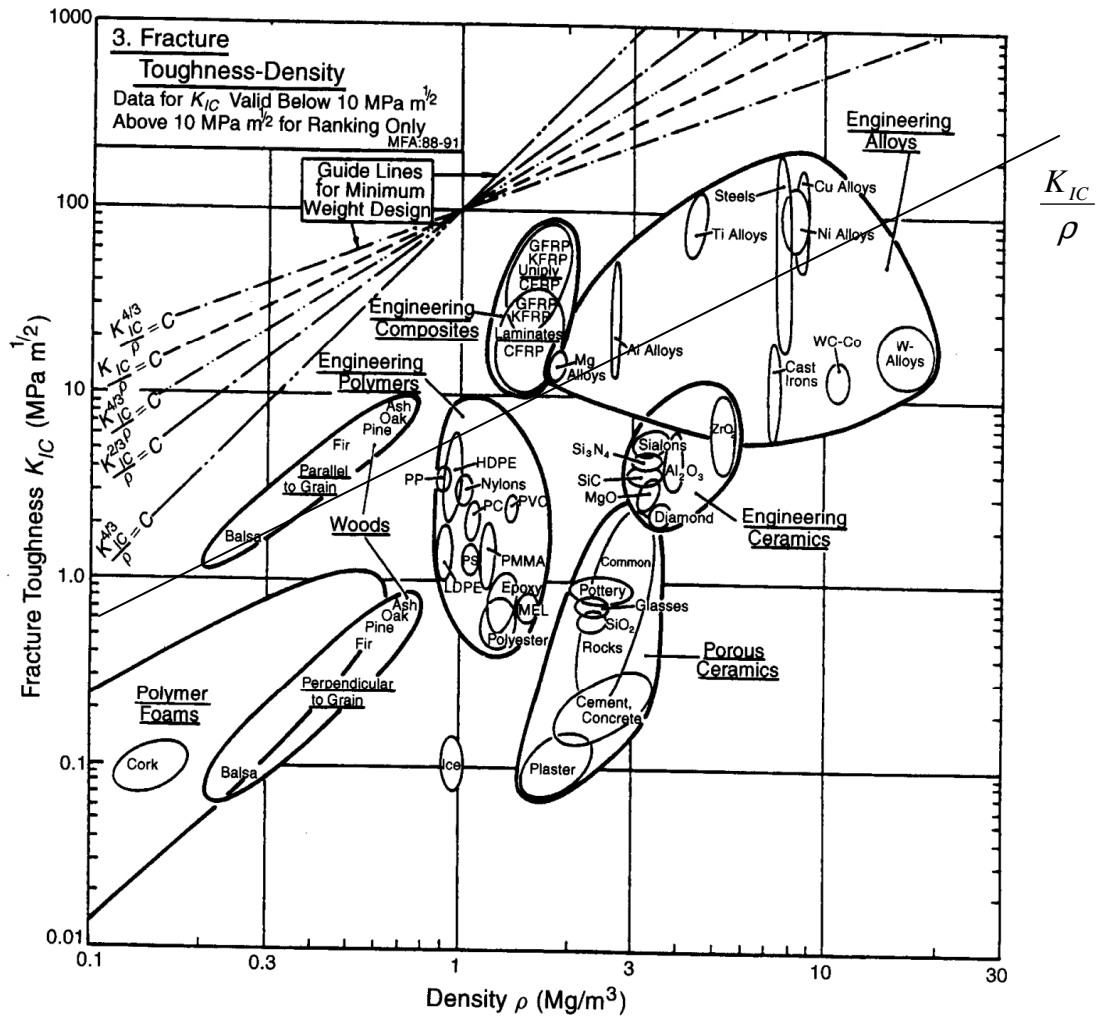 1000
3. Fracture
Toughness-Density
Data for K_IC Valid Below 10 MPa m^1/2
Above 10 MPa m^1/2 for Ranking Only
MFA:88-91
Guide Lines
for Minimum
Weight Design
Engineering
Alloys
K_IC
ρ
100
Steels
Cu Alloys
Ti Alloys
Ni Alloys
GFRP
KFRP
Uniply
CFRP
GFRP
KFRP
Laminates
CFRP
Engineering
Composites
K_IC^4/3/ρ = C
K_IC/ρ = C
K_IC^4/5/ρ = C
K_IC^2/3/ρ = C
Mg
Alloys
Al Alloys
WC-Co
W-
Alloys
Cast
Irons
10
Engineering
Polymers
Ash
Oak
Pine
Fir
Parallel
to Grain
Balsa
Woods
PP
HDPE
Nylons
PC
PVC
PS
PMMA
LDPE
Epoxy
MEL
Polyester
ZrO2
Sialons
Si3N4
Al2O3
SiC
MgO
Diamond
Engineering
Ceramics
1.0
Common
Pottery
Glasses
SiO2
Rocks
Porous
Ceramics
Cement,
Concrete
Plaster
Ash
Oak
Pine
Fir
Perpendicular
to Grain
Balsa
Polymer
Foams
Cork
Ice
0.1
0.01
Fracture Toughness K_IC (MPa m^1/2)
0.1 0.3 1 3 10 30
Density ρ (Mg/m³)